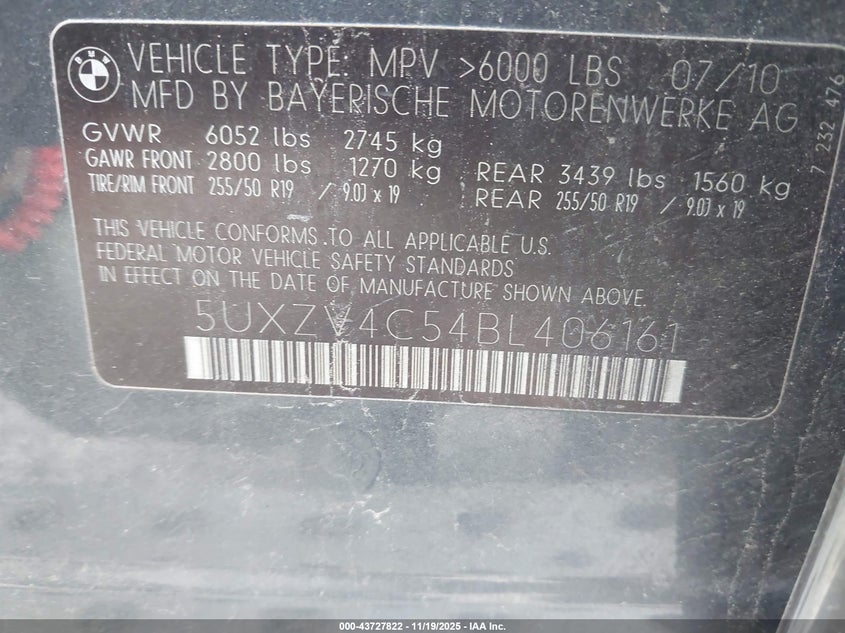 BMW
VEHICLE TYPE: MPV >6000 LBS 07/10
MFD BY BAYERISCHE MOTORENWERKE AG
GVWR 6052 lbs 2745 kg
GAWR FRONT 2800 lbs 1270 kg REAR 3439 lbs 1560 kg
TIRE/RIM FRONT 255/50 R19 / 9.0J x 19 REAR 255/50 R19 / 9.0J x 19
THIS VEHICLE CONFORMS TO ALL APPLICABLE U.S.
FEDERAL MOTOR VEHICLE SAFETY STANDARDS
IN EFFECT ON THE DATE OF MANUFACTURE SHOWN ABOVE.
5UXZV4C54BL406161
7 232 476
000-43727822 - 11/19/2025 - IAA Inc.